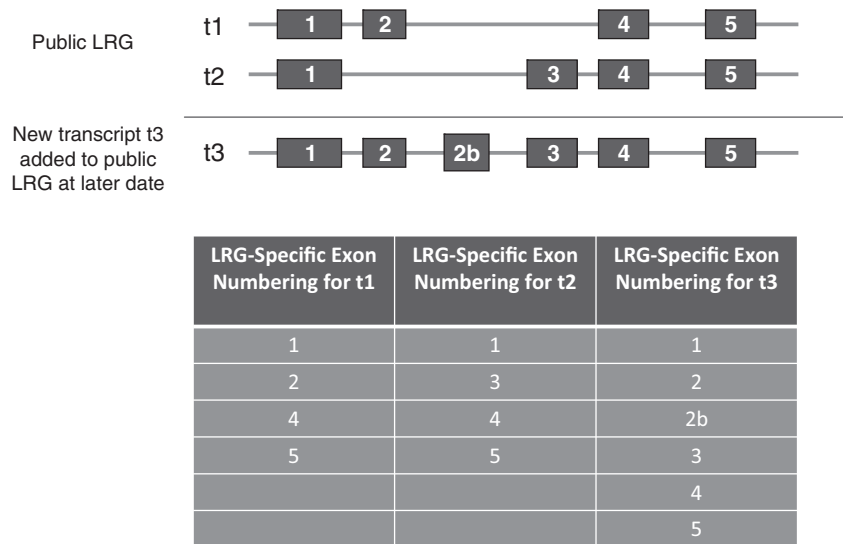 Public LRG
t1 1 2 4 5
t2 1 3 4 5
New transcript t3
added to public
LRG at later date
t3 1 2 2b 3 4 5
LRG-Specific Exon Numbering for t1 LRG-Specific Exon Numbering for t2 LRG-Specific Exon Numbering for t3
1 1 1
2 3 2
4 4 2b
5 5 3
4
5